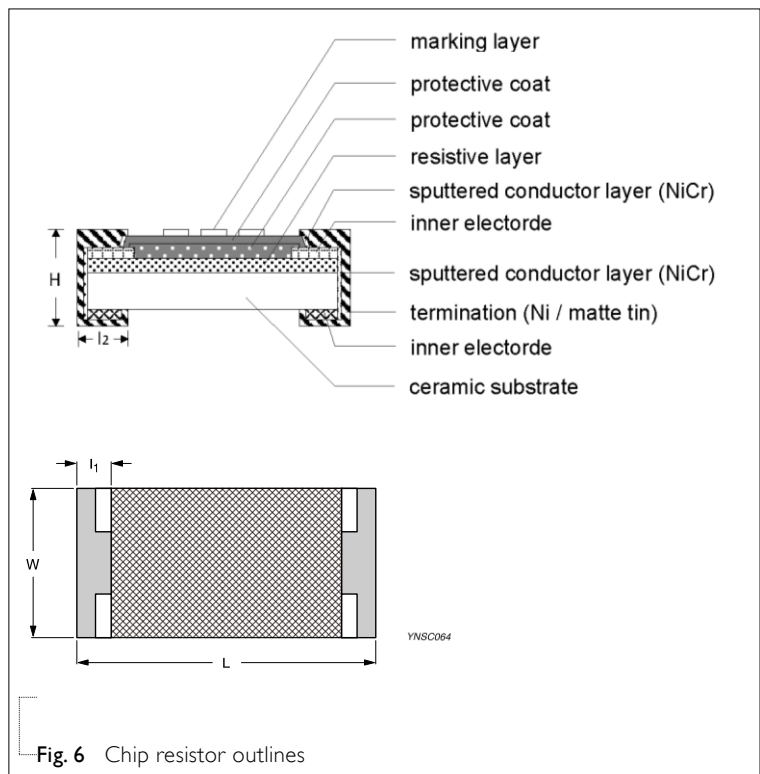 marking layer
protective coat
protective coat
resistive layer
sputtered conductor layer (NiCr)
inner electorde
sputtered conductor layer (NiCr)
termination (Ni / matte tin)
inner electorde
ceramic substrate
H
l2
l1
W
YNSC064
L
Fig. 6 Chip resistor outlines